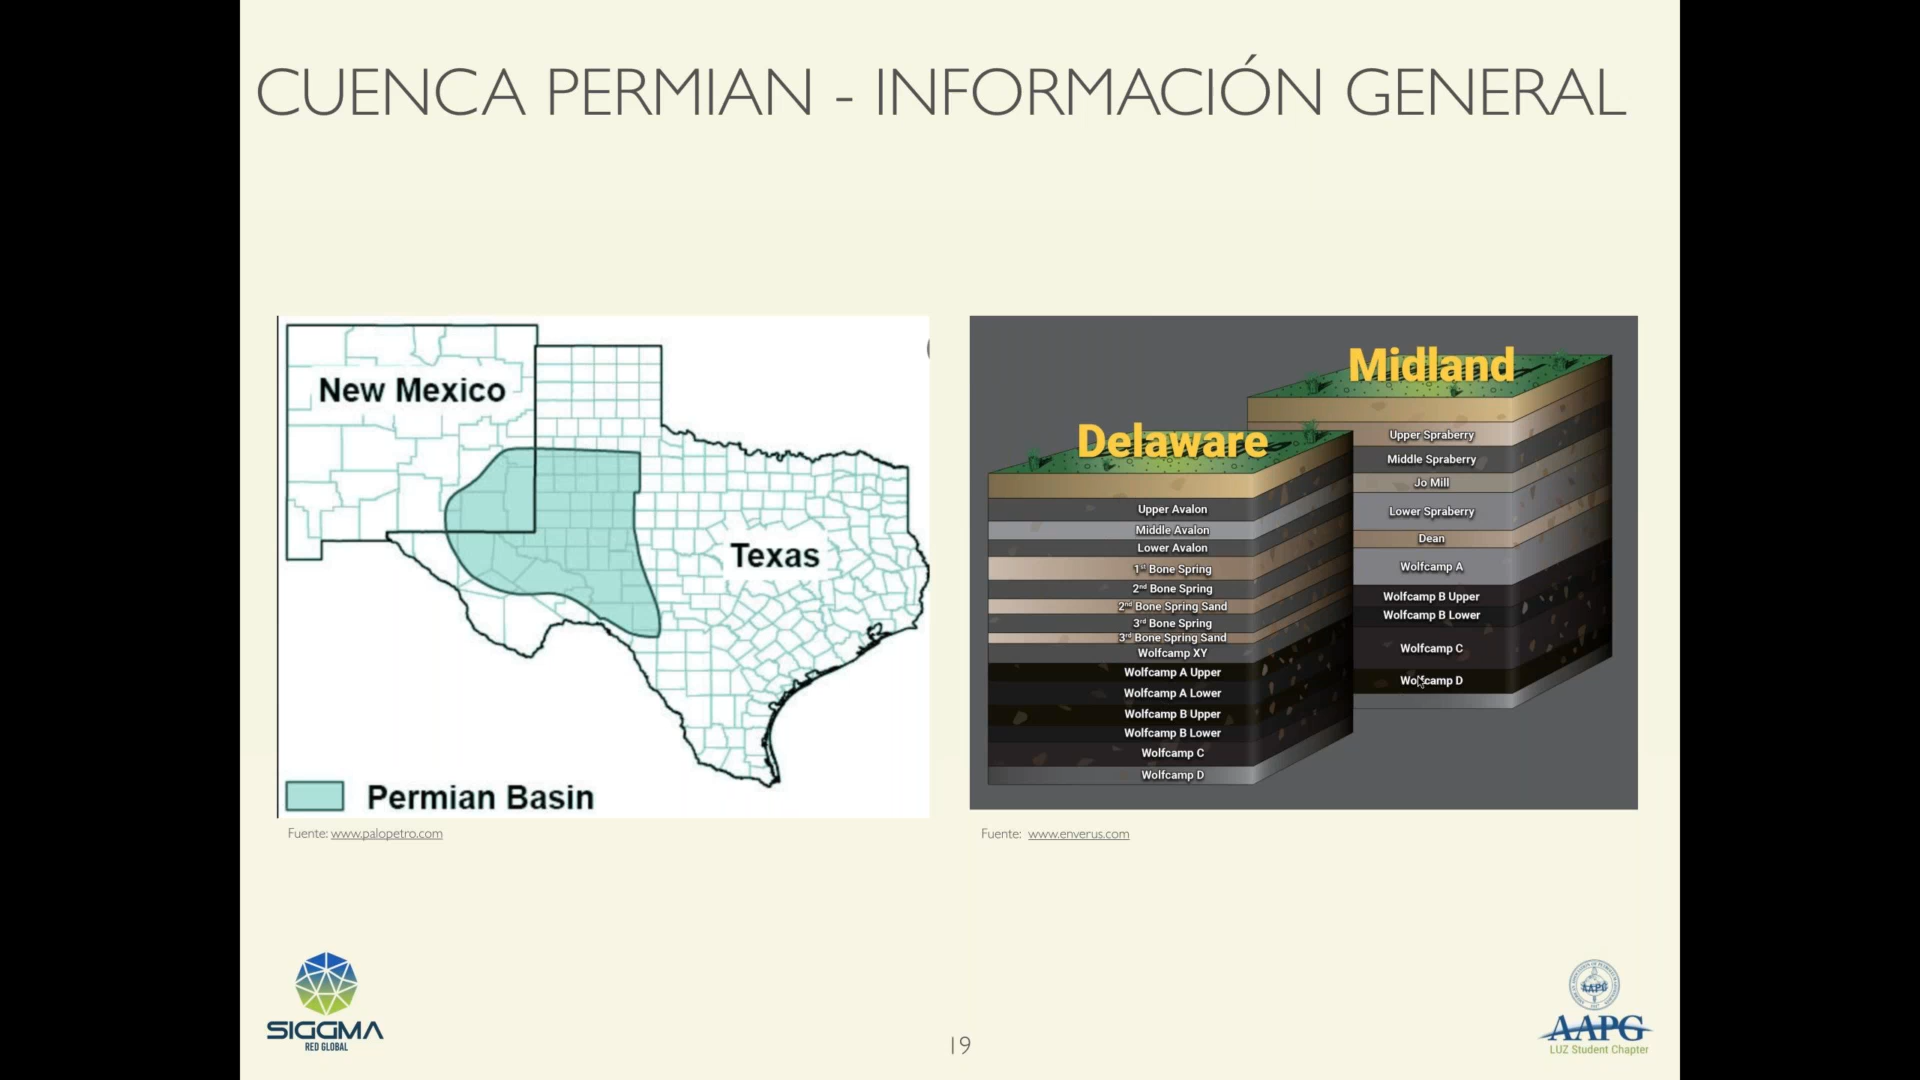 CUENCA PERMIAN - INFORMACIÓN GENERAL
New Mexico
Texas
Permian Basin
Fuente: www.palopetro.com
Midland
Upper Spraberry
Middle Spraberry
Jo Mill
Lower Spraberry
Dean
Wolfcamp A
Wolfcamp B Upper
Wolfcamp B Lower
Wolfcamp C
Wolfcamp D
Delaware
Upper Avalon
Middle Avalon
Lower Avalon
1st Bone Spring
2nd Bone Spring
2nd Bone Spring Sand
3rd Bone Spring
3rd Bone Spring Sand
Wolfcamp XY
Wolfcamp A Upper
Wolfcamp A Lower
Wolfcamp B Upper
Wolfcamp B Lower
Wolfcamp C
Wolfcamp D
Fuente: www.enverus.com
SIGGMA
RED GLOBAL
19
AAPG
AAPG
LUZ Student Chapter